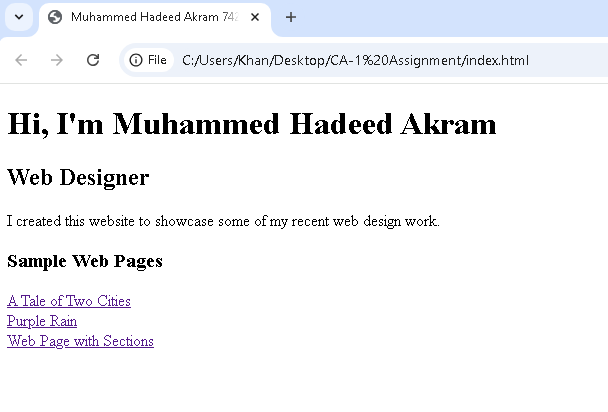 Muhammed Hadeed Akram
File C:/Users/Khan/Desktop/CA-1%20Assignment/index.html
Hi, I'm Muhammed Hadeed Akram
Web Designer
I created this website to showcase some of my recent web design work.
Sample Web Pages
A Tale of Two Cities
Purple Rain
Web Page with Sections